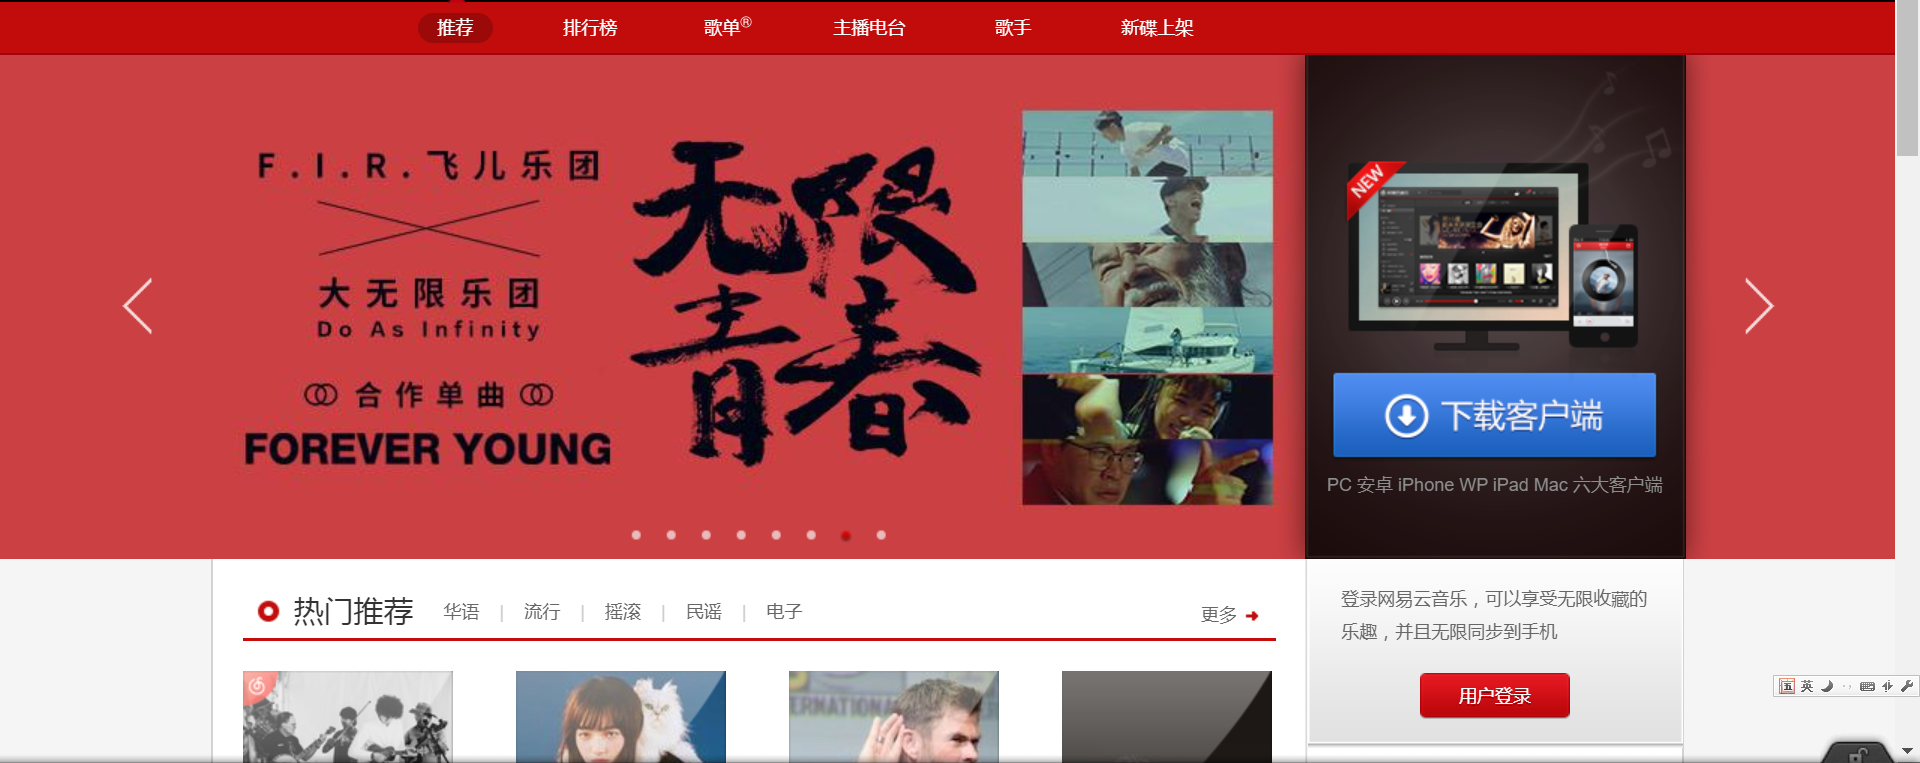 推荐 排行榜 歌单® 主播电台 歌手 新碟上架
F.I.R.飞儿乐团
大无限乐团
Do As Infinity
合作单曲
FOREVER YOUNG
无限
青春
NEW
下载客户端
PC 安卓 iPhone WP iPad Mac 六大客户端
热门推荐 华语 | 流行 | 摇滚 | 民谣 | 电子 更多
登录网易云音乐，可以享受无限收藏的
乐趣，并且无限同步到手机
用户登录
五 英